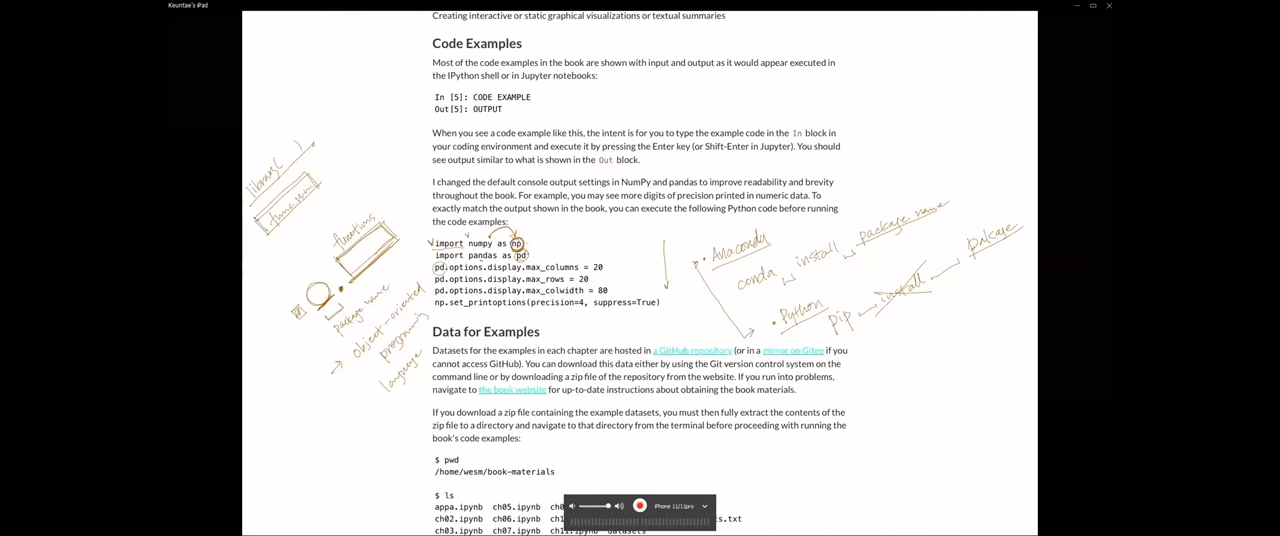 Keuntae's iPad
Creating interactive or static graphical visualizations or textual summaries
Code Examples
Most of the code examples in the book are shown with input and output as it would appear executed in
the IPython shell or in Jupyter notebooks:
In [5]: CODE EXAMPLE
Out[5]: OUTPUT
When you see a code example like this, the intent is for you to type the example code in the In block in
your coding environment and execute it by pressing the Enter key (or Shift-Enter in Jupyter). You should
see output similar to what is shown in the Out block.
I changed the default console output settings in NumPy and pandas to improve readability and brevity
throughout the book. For example, you may see more digits of precision printed in numeric data. To
exactly match the output shown in the book, you can execute the following Python code before running
the code examples:
import numpy as np
import pandas as pd
pd.options.display.max_columns = 20
pd.options.display.max_rows = 20
pd.options.display.max_colwidth = 80
np.set_printoptions(precision=4, suppress=True)
library( )
functions
package name
object-oriented
programming
language
Anaconda
conda install package name
Python
pip install
Data for Examples
Datasets for the examples in each chapter are hosted in a GitHub repository (or in a mirror on Gitee if you
cannot access GitHub). You can download this data either by using the Git version control system on the
command line or by downloading a zip file of the repository from the website. If you run into problems,
navigate to the book website for up-to-date instructions about obtaining the book materials.
If you download a zip file containing the example datasets, you must then fully extract the contents of the
zip file to a directory and navigate to that directory from the terminal before proceeding with running the
book's code examples:
$ pwd
/home/wesm/book-materials
$ ls
appa.ipynb ch05.ipynb
ch02.ipynb ch06.ipynb
ch03.ipynb ch07.ipynb datasets
iPhone 11/11pro